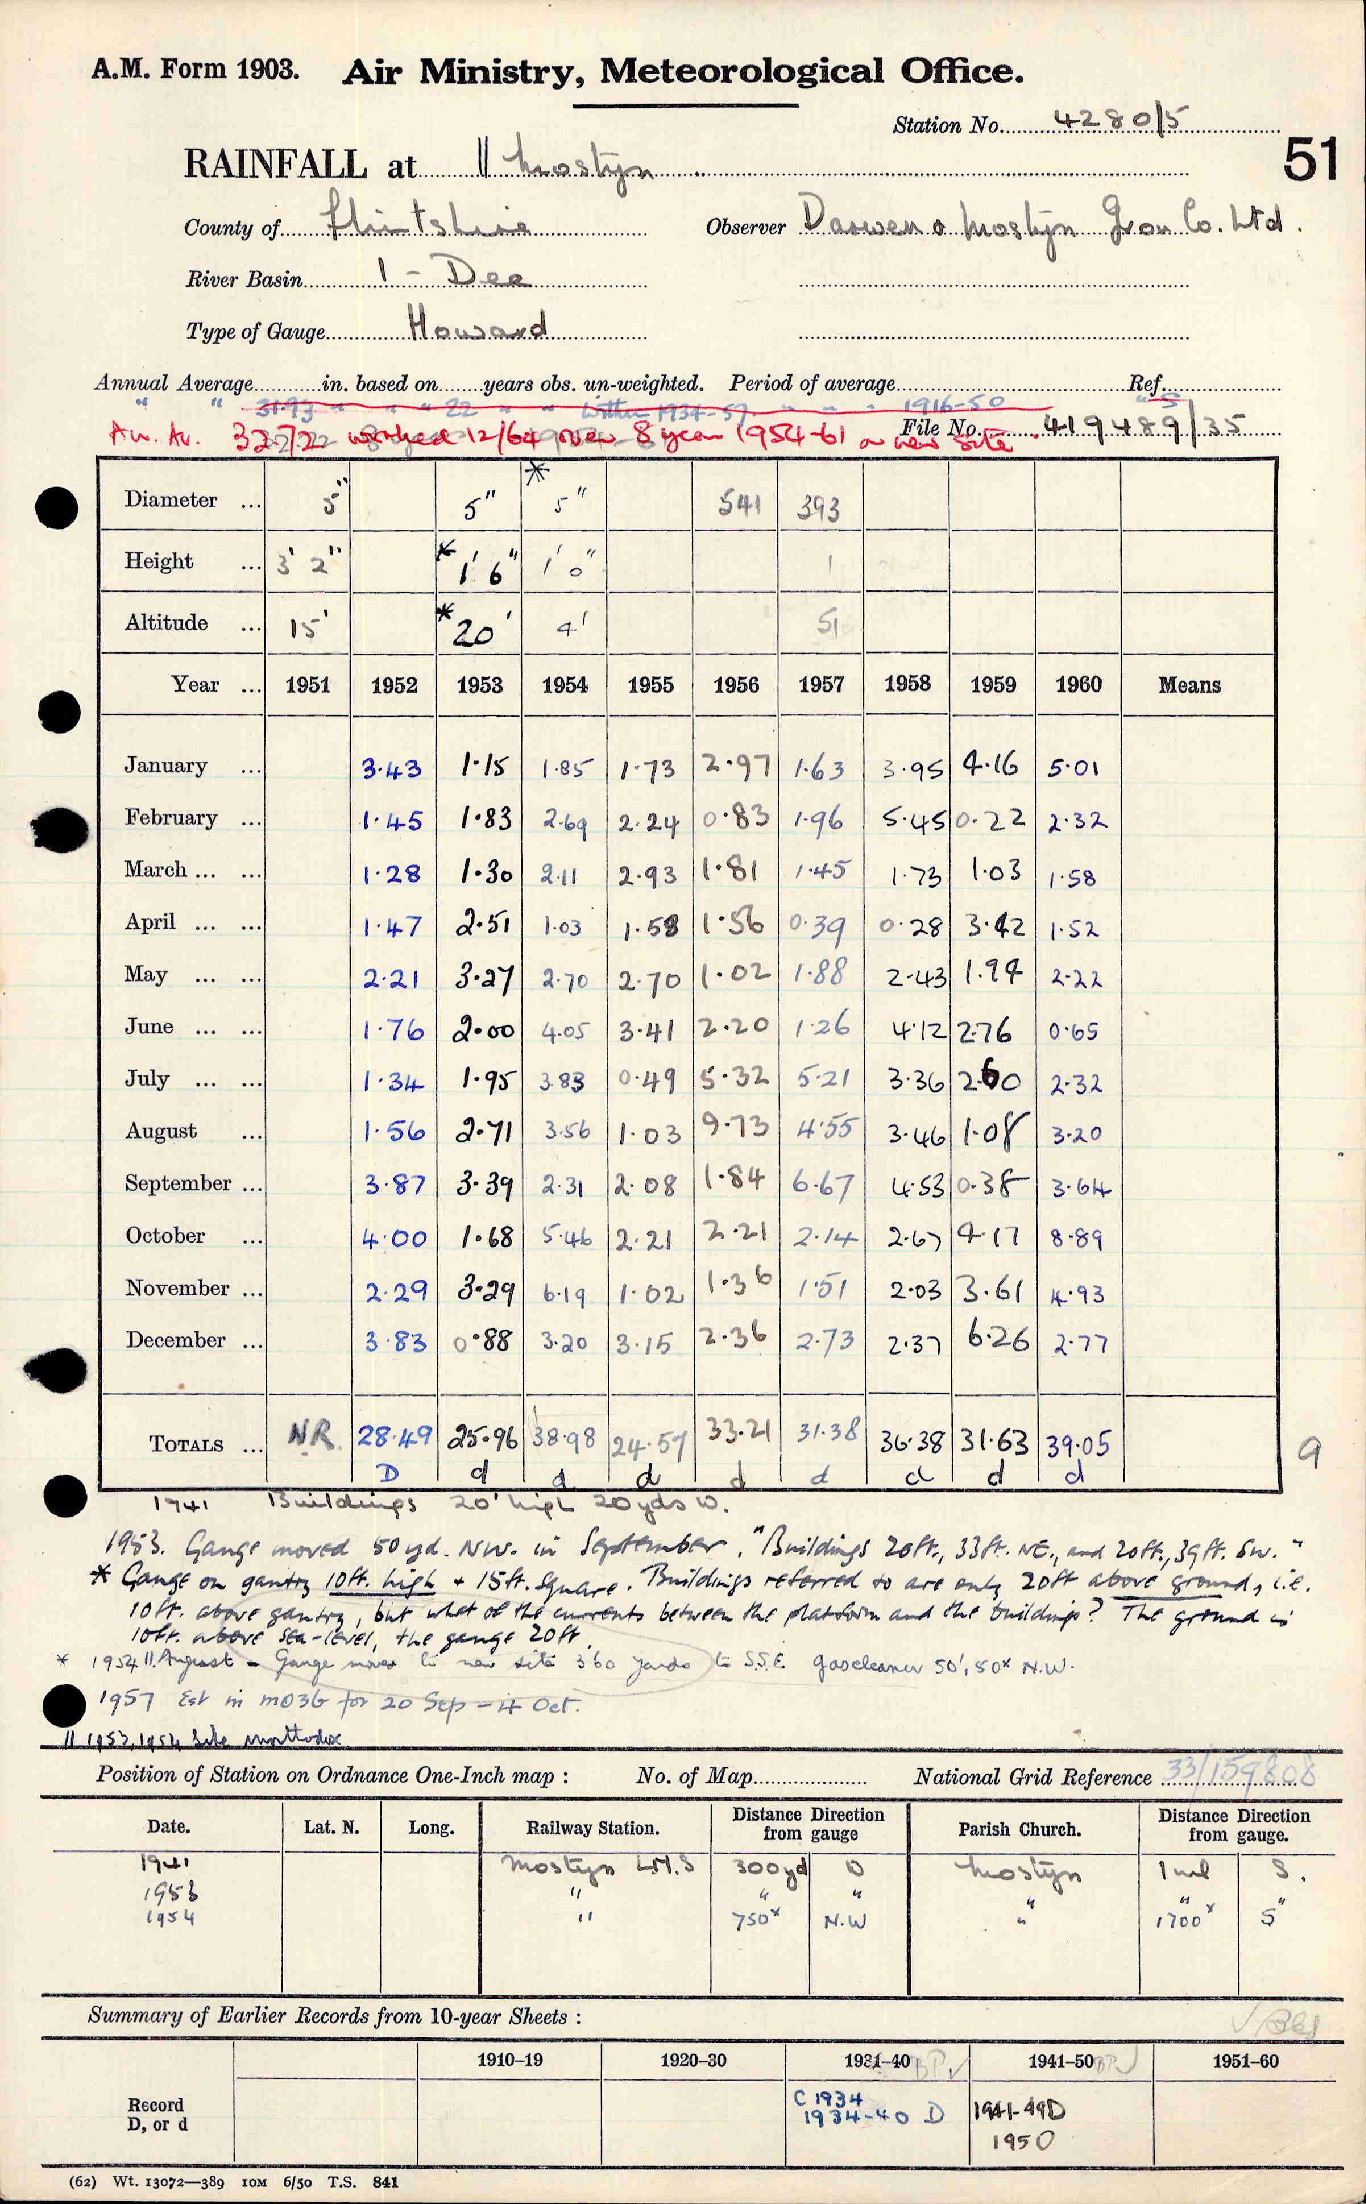 A.M. Form 1903. Air Ministry, Meteorological Office.
Station No. 4280/5
51
RAINFALL at || Mostyn
County of Flintshire Observer Darwen & Mostyn Iron Co. Ltd.
River Basin 1 - Dee
Type of Gauge Howard
Annual Average in. based on years obs. un-weighted. Period of average Ref.
" " 31.93 " " " 22 " " Within 1934-57 " " " 1916-50 " 5
Av. Av. 32.72 worked 12/64 over 8 year 1954-61 on new site. File No. 419489/35
Diameter ... 5" 5" * 5" 541 393
Height ... 3' 2" * 1' 6" 1' 0" 1
Altitude ... 15' * 20' 4' 51
Year ... 1951 1952 1953 1954 1955 1956 1957 1958 1959 1960 Means
January ... 3.43 1.15 1.85 1.73 2.97 1.63 3.95 4.16 5.01
February ... 1.45 1.83 2.69 2.24 0.83 1.96 5.45 0.22 2.32
March ... ... 1.28 1.30 2.11 2.93 1.81 1.45 1.73 1.03 1.58
April ... ... 1.47 2.51 1.03 1.58 1.56 0.39 0.28 3.42 1.52
May ... ... 2.21 3.27 2.70 2.70 1.02 1.88 2.43 1.94 2.22
June ... ... 1.76 2.00 4.05 3.41 2.20 1.26 4.12 2.76 0.65
July ... ... 1.34 1.95 3.83 0.49 5.32 5.21 3.36 2.60 2.32
August ... 1.56 2.71 3.56 1.03 9.73 4.55 3.46 1.08 3.20
September ... 3.87 3.39 2.31 2.08 1.84 6.67 4.53 0.38 3.64
October ... 4.00 1.68 5.46 2.21 2.21 2.14 2.67 4.17 8.89
November ... 2.29 3.29 6.19 1.02 1.36 1.51 2.03 3.61 4.93
December ... 3.83 0.88 3.20 3.15 2.36 2.73 2.37 6.26 2.77
TOTALS ... N.R. 28.49 25.96 38.98 24.57 33.21 31.38 36.38 31.63 39.05
D d d d d d d d d
1941 Buildings 20' high 20 yds W.
1953. Gauge moved 50 yd. NW. in September. "Buildings 20ft., 33ft. NE., and 20ft., 39ft. SW."
* Gauge on gantry 10ft. high + 15ft. square. Buildings referred to are only 20ft above ground, i.e.
10ft. above gantry, but what of the currents between the platform and the buildings? The ground is
10ft. above sea-level, the gauge 20ft.
* 1954 11 August - Gauge moved to new site 360 yards to S.S.E. gascleaner 50', 80x N.W.
1957 Est in MO3b for 20 Sep - 4 Oct.
|| 1953, 1954 Site
Position of Station on Ordnance One-Inch map : No. of Map National Grid Reference 33/159808
Date. Lat. N. Long. Railway Station. Distance Direction from gauge Parish Church. Distance Direction from gauge.
1941 Mostyn L.M.S 300yd W Mostyn 1 ml S.
1953 " " " " " "
1954 " 750x N.W " 1700x S
Summary of Earlier Records from 10-year Sheets :
1910–19 1920–30 1931–40 1941–50 1951–60
Record D, or d
C 1934
1934-40 D
1941-49D
1950
(62) Wt. 13072—389 10M 6/50 T.S. 841